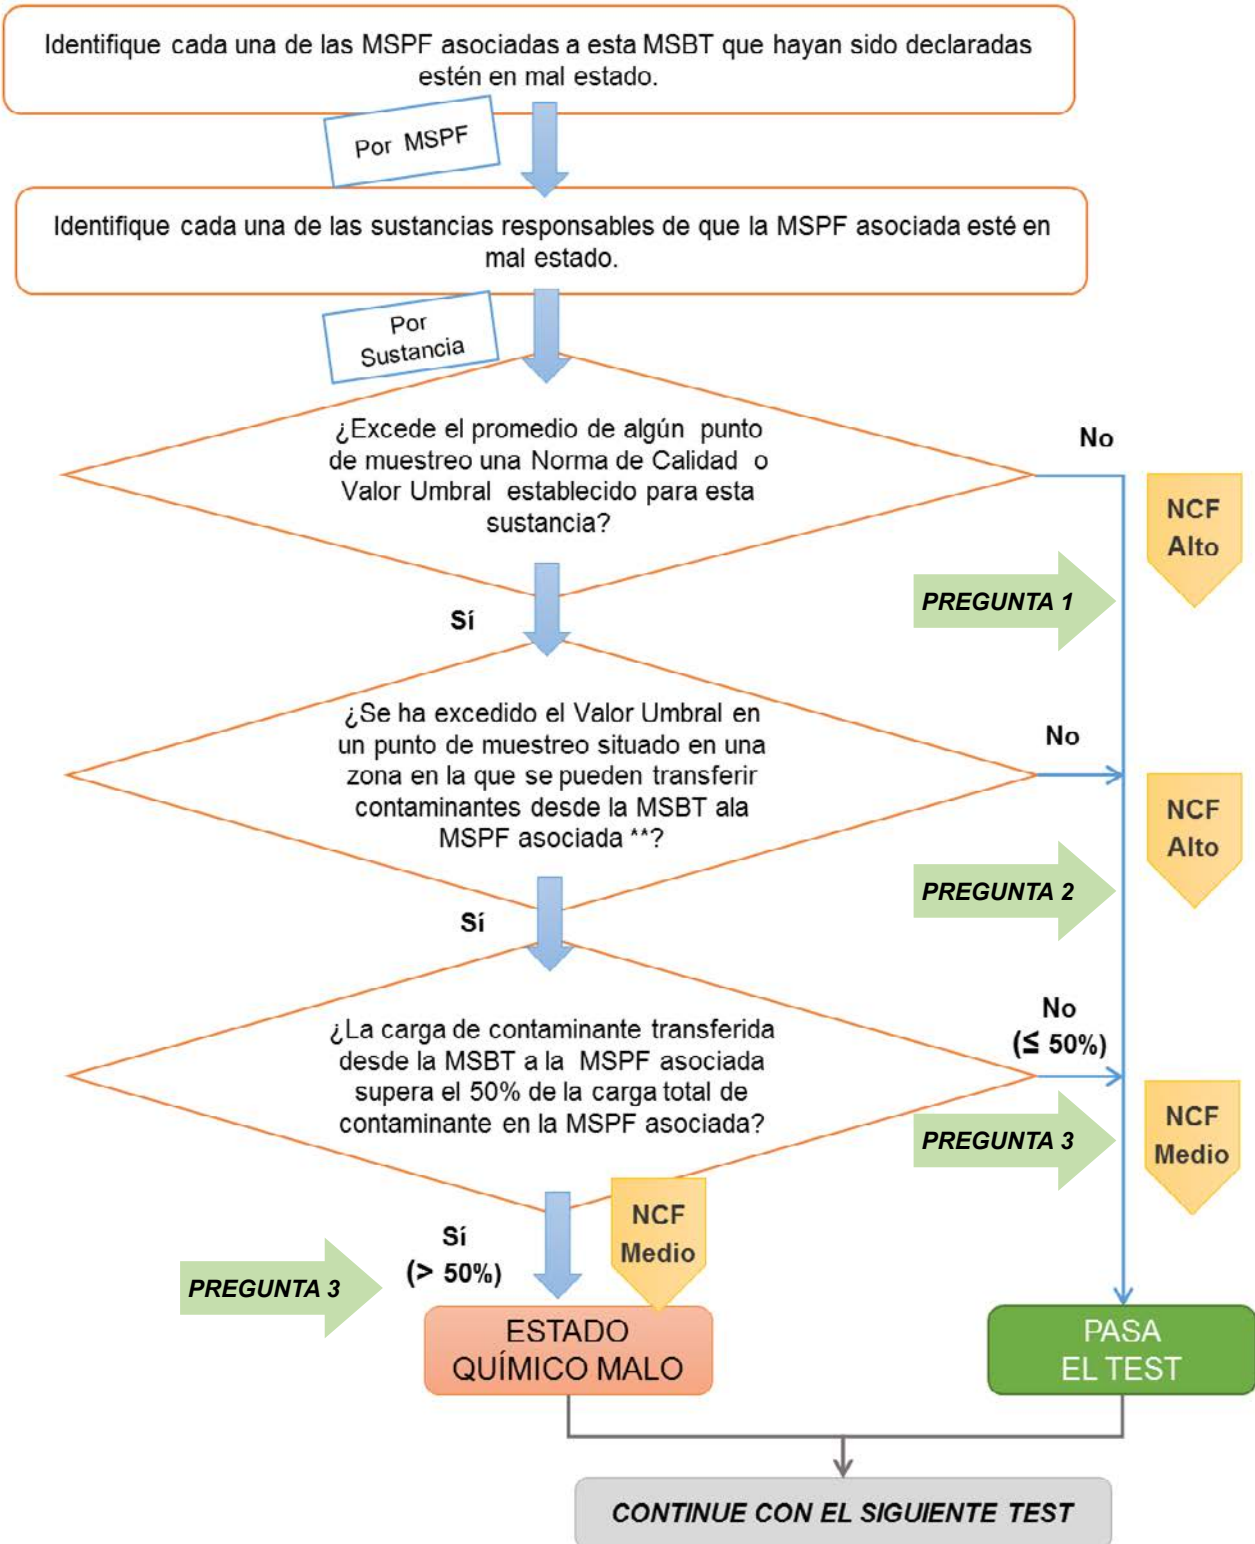 Identifique cada una de las MSPF asociadas a esta MSBT que hayan sido declaradas
estén en mal estado.
Por MSPF
Identifique cada una de las sustancias responsables de que la MSPF asociada esté en
mal estado.
Por
Sustancia
¿Excede el promedio de algún punto
de muestreo una Norma de Calidad o
Valor Umbral establecido para esta
sustancia?
No
NCF
Alto
PREGUNTA 1
Sí
¿Se ha excedido el Valor Umbral en
un punto de muestreo situado en una
zona en la que se pueden transferir
contaminantes desde la MSBT ala
MSPF asociada **?
No
NCF
Alto
PREGUNTA 2
Sí
¿La carga de contaminante transferida
desde la MSBT a la MSPF asociada
supera el 50% de la carga total de
contaminante en la MSPF asociada?
No
(≤ 50%)
NCF
Medio
PREGUNTA 3
Sí
(> 50%)
NCF
Medio
PREGUNTA 3
ESTADO
QUÍMICO MALO
PASA
EL TEST
CONTINUE CON EL SIGUIENTE TEST